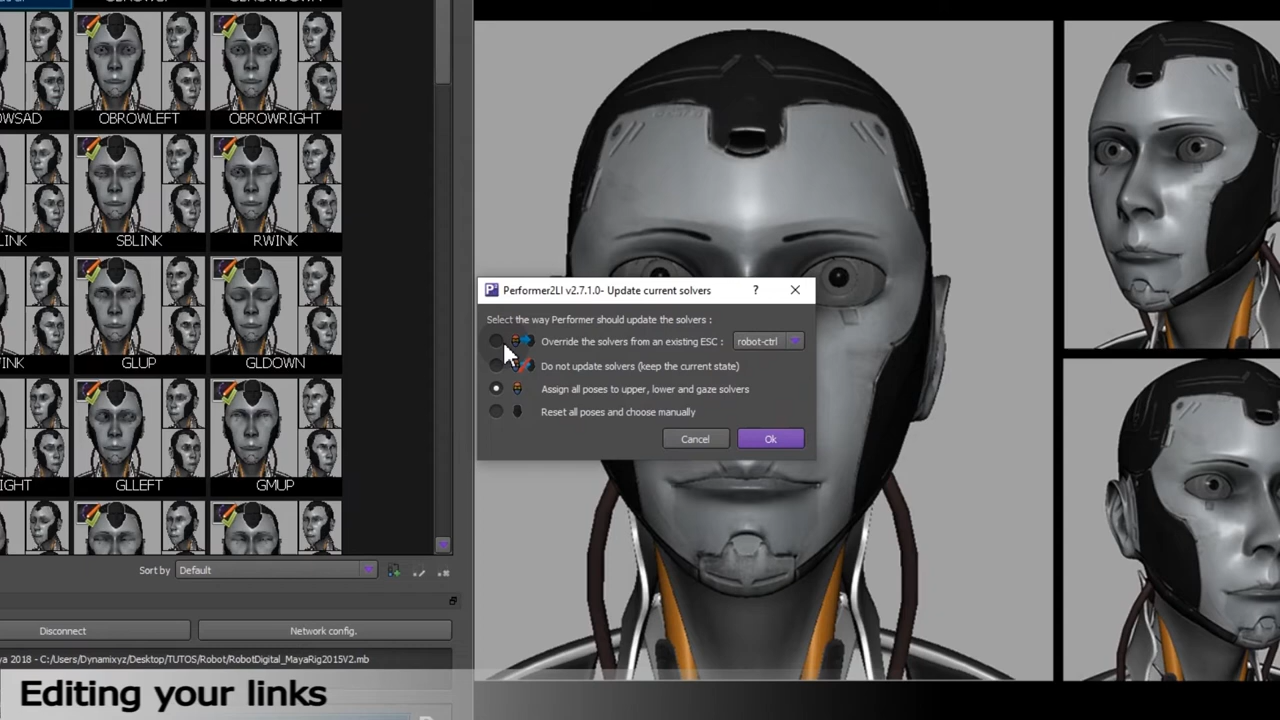 OBROWLEFT
OBROWRIGHT
SBLINK
RWINK
GLUP
GLDOWN
GLLEFT
GMUP
Sort by
Default
Disconnect
Network config.
2018 - C:/Users/Dynamixyz/Desktop/TUTOS/Robot/RobotDigital_MayaRig2015V2.mb
Performer2LI v2.7.1.0- Update current solvers
?
Select the way Performer should update the solvers :
Override the solvers from an existing ESC :
robot-ctrl
Do not update solvers (keep the current state)
Assign all poses to upper, lower and gaze solvers
Reset all poses and choose manually
Cancel
Ok
Editing your links